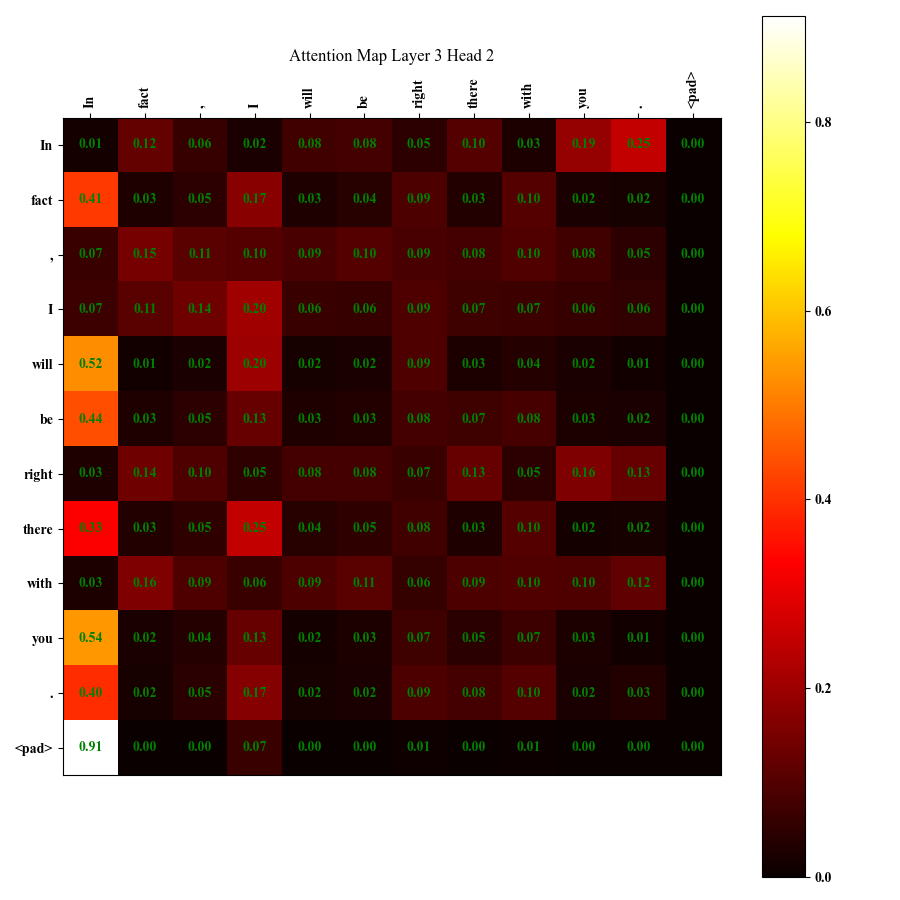 Attention Map Layer 3 Head 2
In fact , I will be right there with you . <pad>
In 0.01 0.12 0.06 0.02 0.08 0.08 0.05 0.10 0.03 0.19 0.25 0.00
fact 0.41 0.03 0.05 0.17 0.03 0.04 0.09 0.03 0.10 0.02 0.02 0.00
, 0.07 0.15 0.11 0.10 0.09 0.10 0.09 0.08 0.10 0.08 0.05 0.00
I 0.07 0.11 0.14 0.20 0.06 0.06 0.09 0.07 0.07 0.06 0.06 0.00
will 0.52 0.01 0.02 0.20 0.02 0.02 0.09 0.03 0.04 0.02 0.01 0.00
be 0.44 0.03 0.05 0.13 0.03 0.03 0.08 0.07 0.08 0.03 0.02 0.00
right 0.03 0.14 0.10 0.05 0.08 0.08 0.07 0.13 0.05 0.16 0.13 0.00
there 0.33 0.03 0.05 0.25 0.04 0.05 0.08 0.03 0.10 0.02 0.02 0.00
with 0.03 0.16 0.09 0.06 0.09 0.11 0.06 0.09 0.10 0.10 0.12 0.00
you 0.54 0.02 0.04 0.13 0.02 0.03 0.07 0.05 0.07 0.03 0.01 0.00
. 0.40 0.02 0.05 0.17 0.02 0.02 0.09 0.08 0.10 0.02 0.03 0.00
<pad> 0.91 0.00 0.00 0.07 0.00 0.00 0.01 0.00 0.01 0.00 0.00 0.00
0.8
0.6
0.4
0.2
0.0